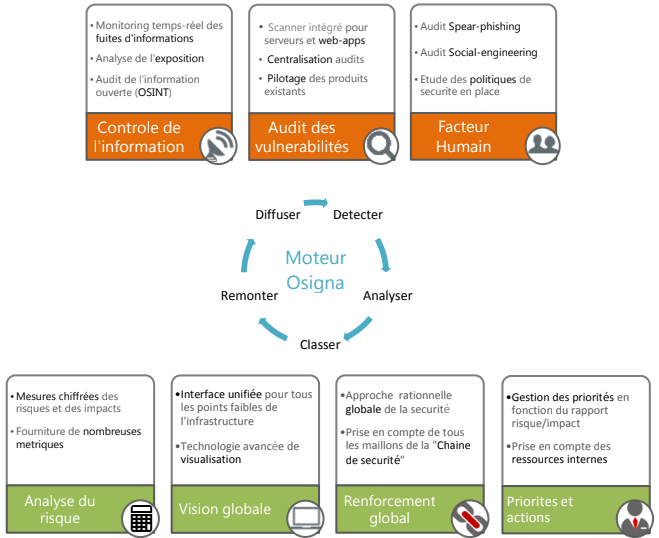 • Monitoring temps-réel des
fuites d'informations
• Analyse de l'exposition
• Audit de l'information
ouverte (OSINT)
Controle de
l'information
• Scanner intégré pour
serveurs et web-apps
• Centralisation audits
• Pilotage des produits
existants
Audit des
vulnerabilités
• Audit Spear-phishing
• Audit Social-engineering
• Etude des politiques de
securite en place
Facteur
Humain
Diffuser
Detecter
Moteur
Osigna
Remonter
Analyser
Classer
• Mesures chiffrées des
risques et des impacts
• Fourniture de nombreuses
metriques
Analyse du
risque
•Interface unifiée pour tous
les points faibles de
l'infrastructure
•Technologie avancée de
visualisation
Vision globale
•Approche rationnelle
globale de la securité
•Prise en compte de tous
les maillons de la "Chaine
de securité"
Renforcement
global
•Gestion des priorités en
fonction du rapport
risque/impact
•Prise en compte des
ressources internes
Priorites et
actions